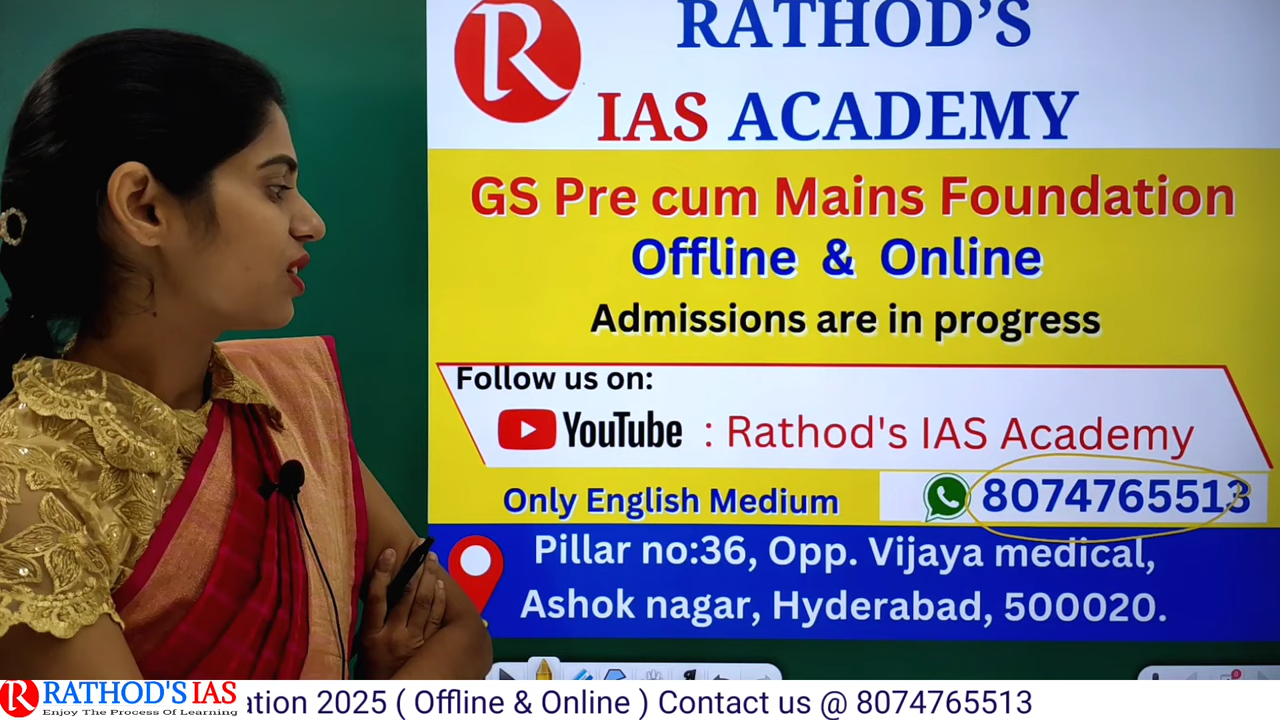 R
RATHOD'S
IAS ACADEMY
GS Pre cum Mains Foundation
Offline & Online
Admissions are in progress
Follow us on:
YouTube : Rathod's IAS Academy
Only English Medium
8074765513
Pillar no:36, Opp. Vijaya medical,
Ashok nagar, Hyderabad, 500020.
R RATHOD'S IAS
Enjoy The Process Of Learning
ation 2025 ( Offline & Online ) Contact us @ 8074765513